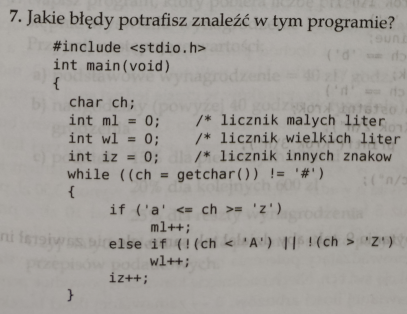 7. Jakie błędy potrafisz znaleźć w tym programie?
#include <stdio.h>
int main(void)
{
char ch;
int ml = 0; /* licznik malych liter
int wl = 0; /* licznik wielkich liter
int iz = 0; /* licznik innych znakow
while ((ch = getchar()) != '#')
{
if ('a' <= ch >= 'z')
ml++;
else if (!(ch < 'A') || !(ch > 'Z')
wl++;
iz++;
}